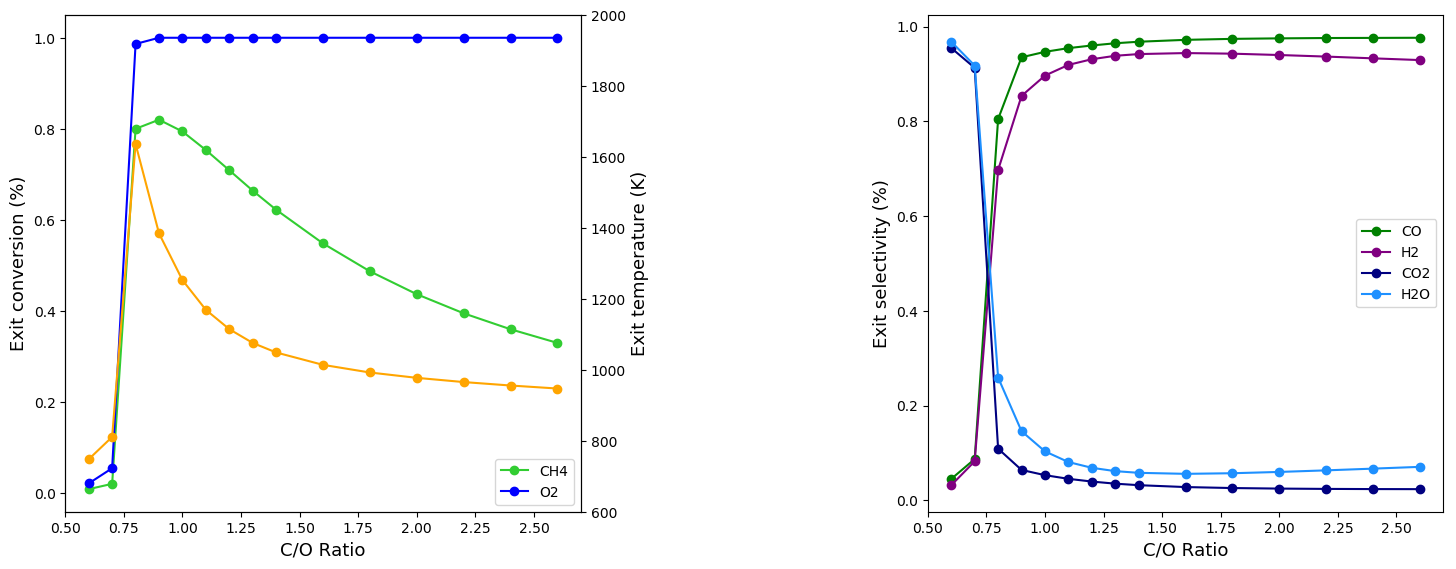 Exit conversion (%)
1.0
0.8
0.6
0.4
0.2
0.0
0.50 0.75 1.00 1.25 1.50 1.75 2.00 2.25 2.50
C/O Ratio
CH4
O2
2000
1800
1600
1400
1200
1000
800
600
Exit temperature (K)
Exit selectivity (%)
1.0
0.8
0.6
0.4
0.2
0.0
0.50 0.75 1.00 1.25 1.50 1.75 2.00 2.25 2.50
C/O Ratio
CO
H2
CO2
H2O